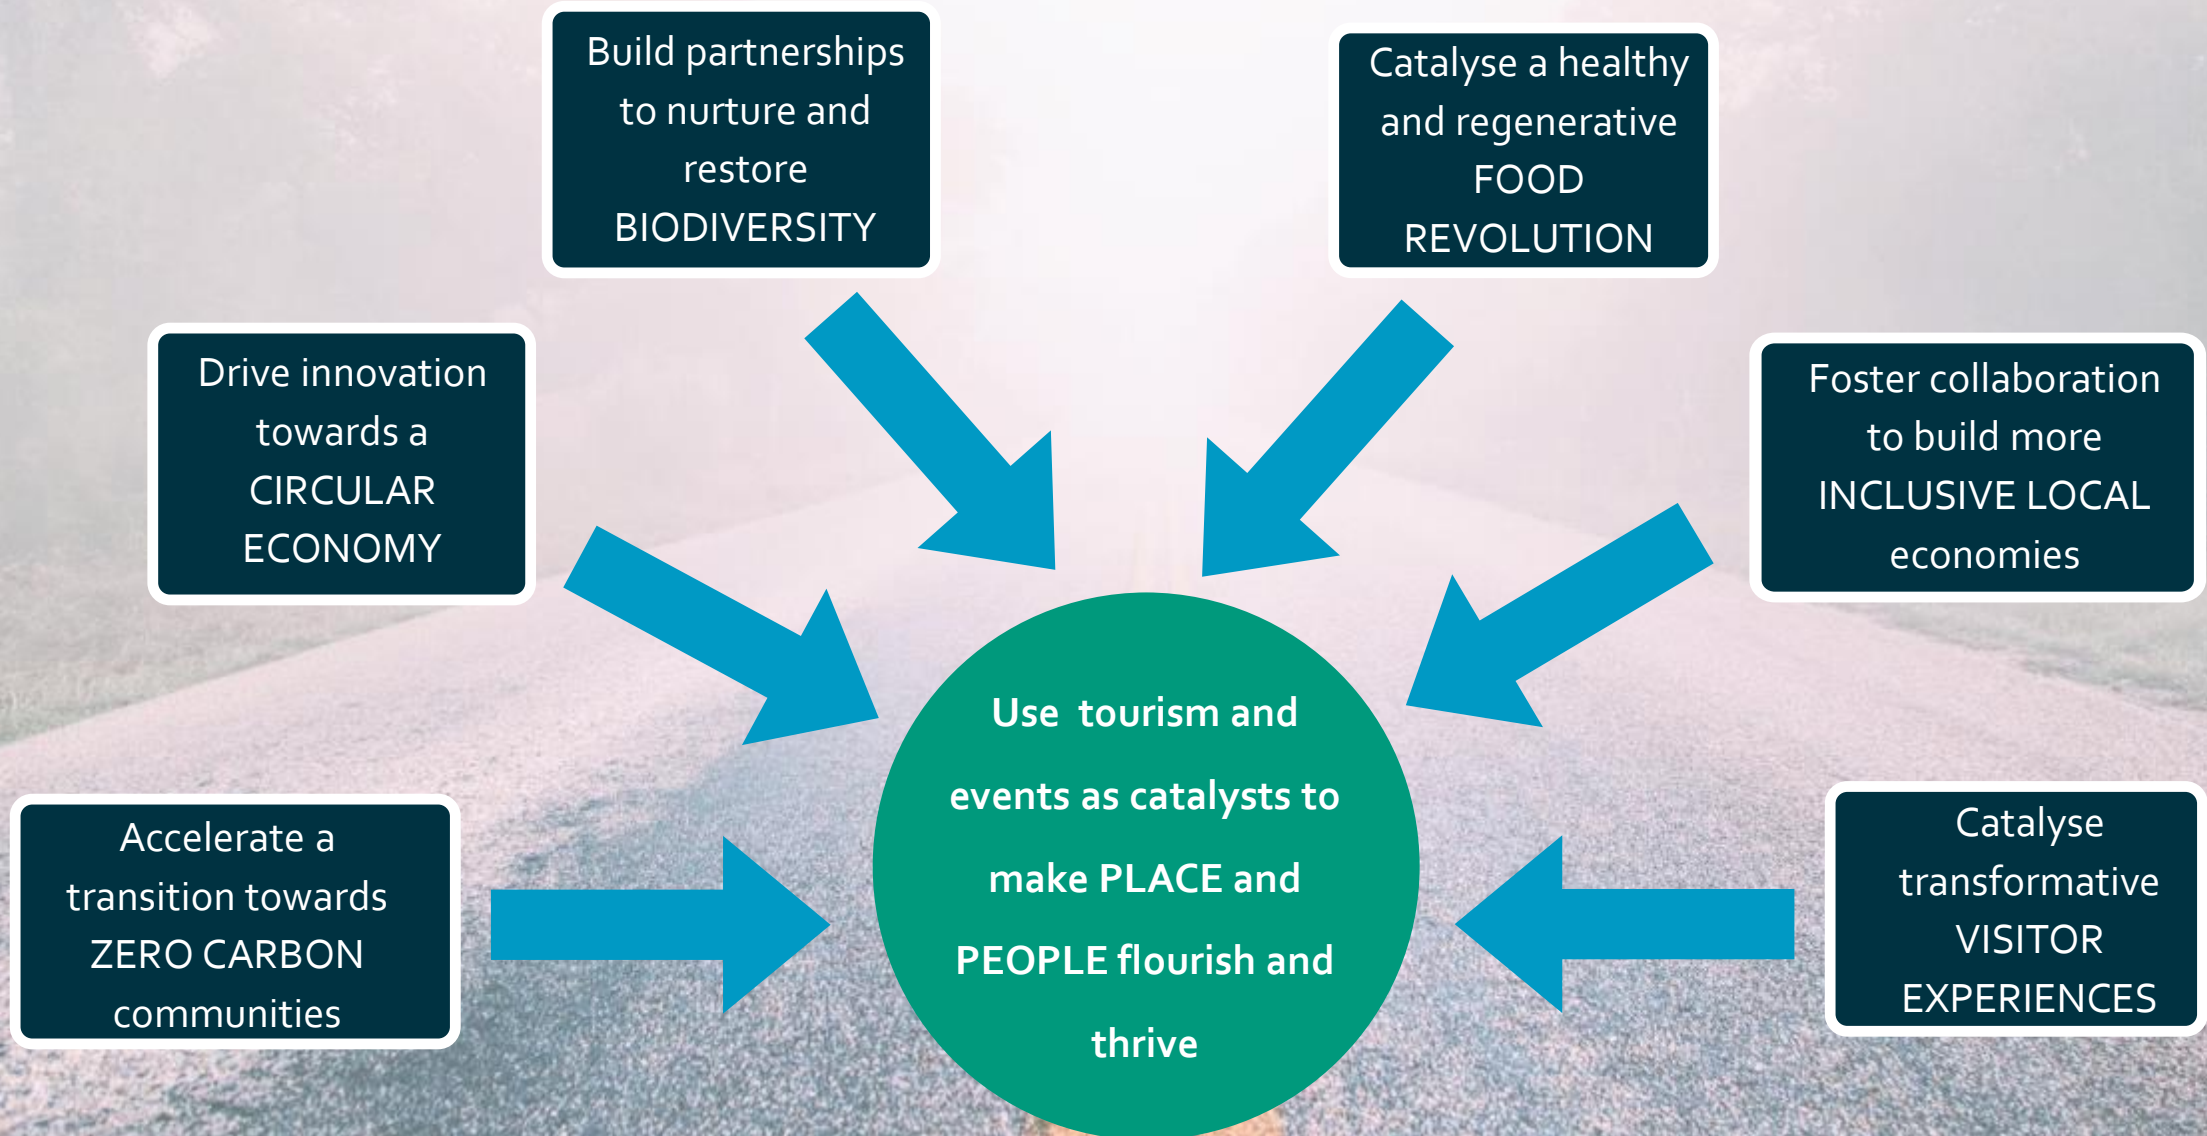 Build partnerships
to nurture and
restore
BIODIVERSITY
Catalyse a healthy
and regenerative
FOOD
REVOLUTION
Drive innovation
towards a
CIRCULAR
ECONOMY
Foster collaboration
to build more
INCLUSIVE LOCAL
economies
Accelerate a
transition towards
ZERO CARBON
communities
Use tourism and
events as catalysts to
make PLACE and
PEOPLE flourish and
thrive
Catalyse
transformative
VISITOR
EXPERIENCES